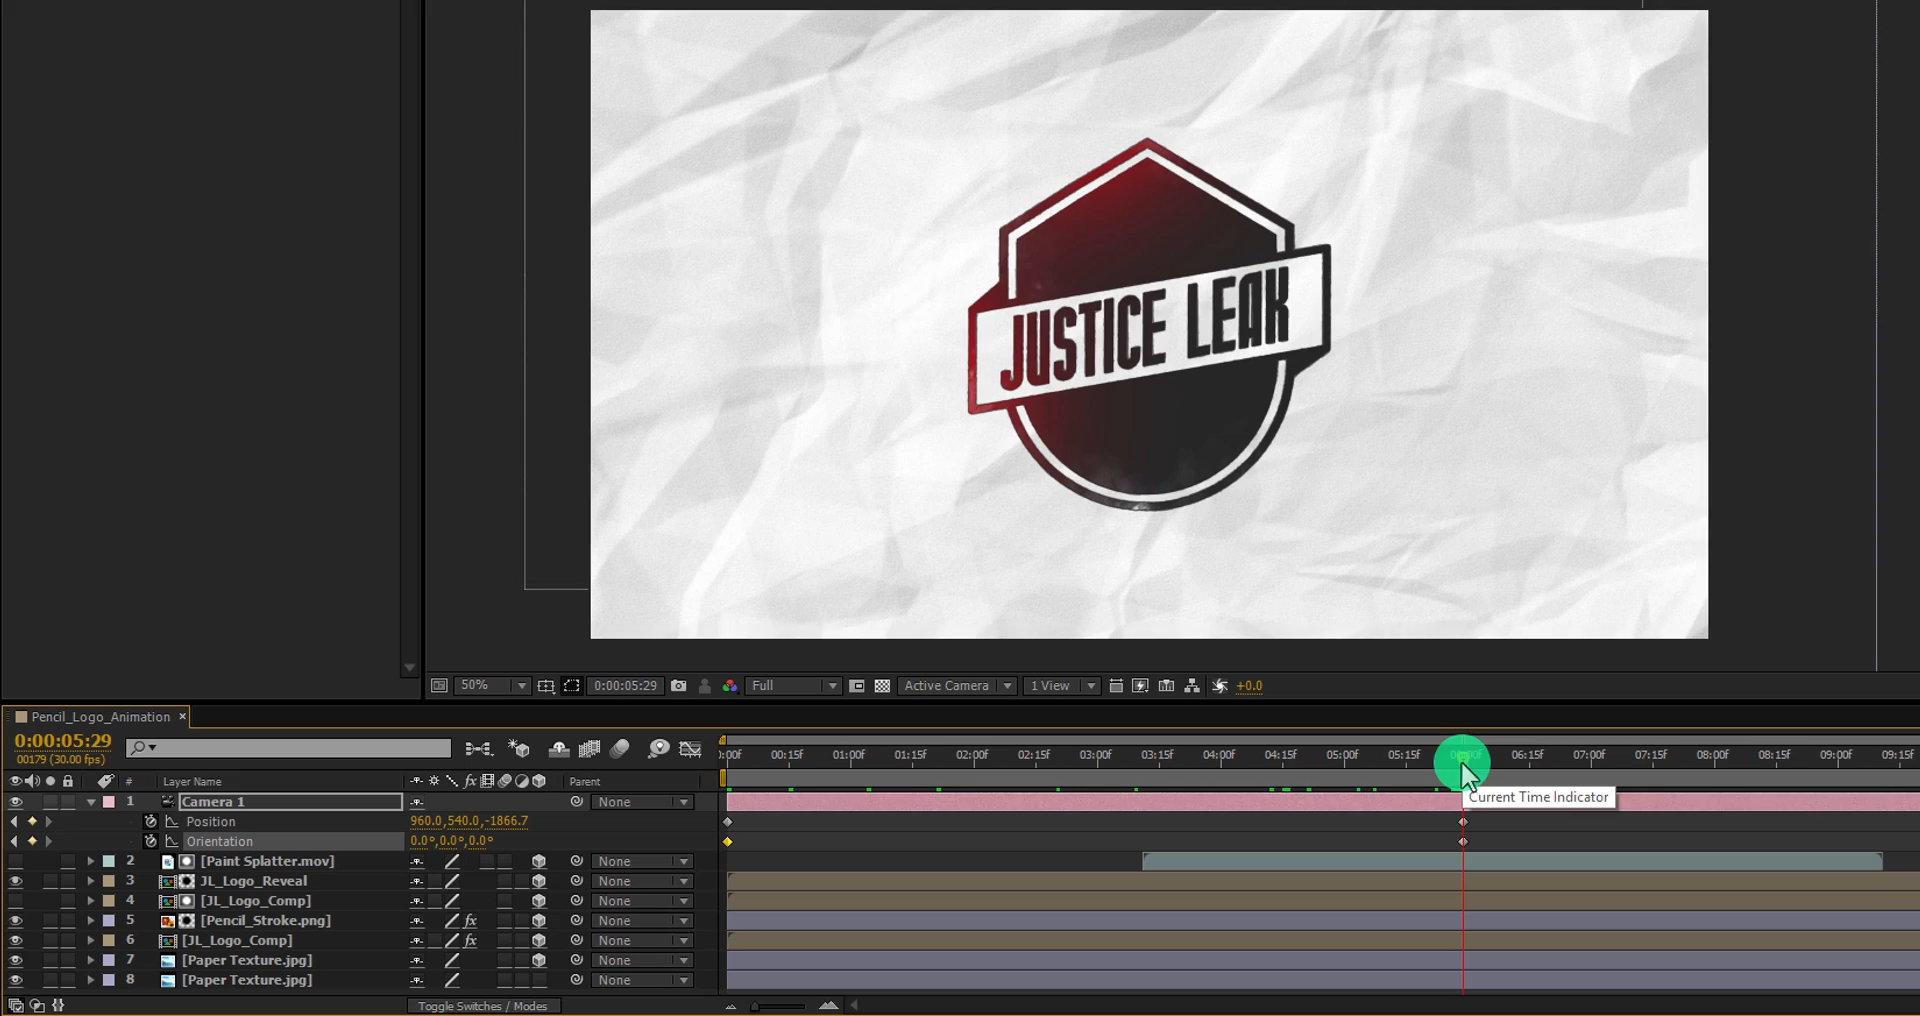 JUSTICE LEAK
50% 0:00:05:29 Full Active Camera 1 View +0.0
Pencil_Logo_Animation ×
0:00:05:29
00179 (30.00 fps)
:00f 00:15f 01:00f 01:15f 02:00f 02:15f 03:00f 03:15f 04:00f 04:15f 05:00f 05:15f 06:00f 06:15f 07:00f 07:15f 08:00f 08:15f 09:00f 09:15f
# Layer Name fx Parent
Current Time Indicator
1 Camera 1 None
Position 960.0,540.0,-1866.7
Orientation 0.0°,0.0°,0.0°
2 [Paint Splatter.mov] None
3 JL_Logo_Reveal None
4 [JL_Logo_Comp] None
5 [Pencil_Stroke.png] fx None
6 [JL_Logo_Comp] fx None
7 [Paper Texture.jpg] None
8 [Paper Texture.jpg] None
Toggle Switches / Modes